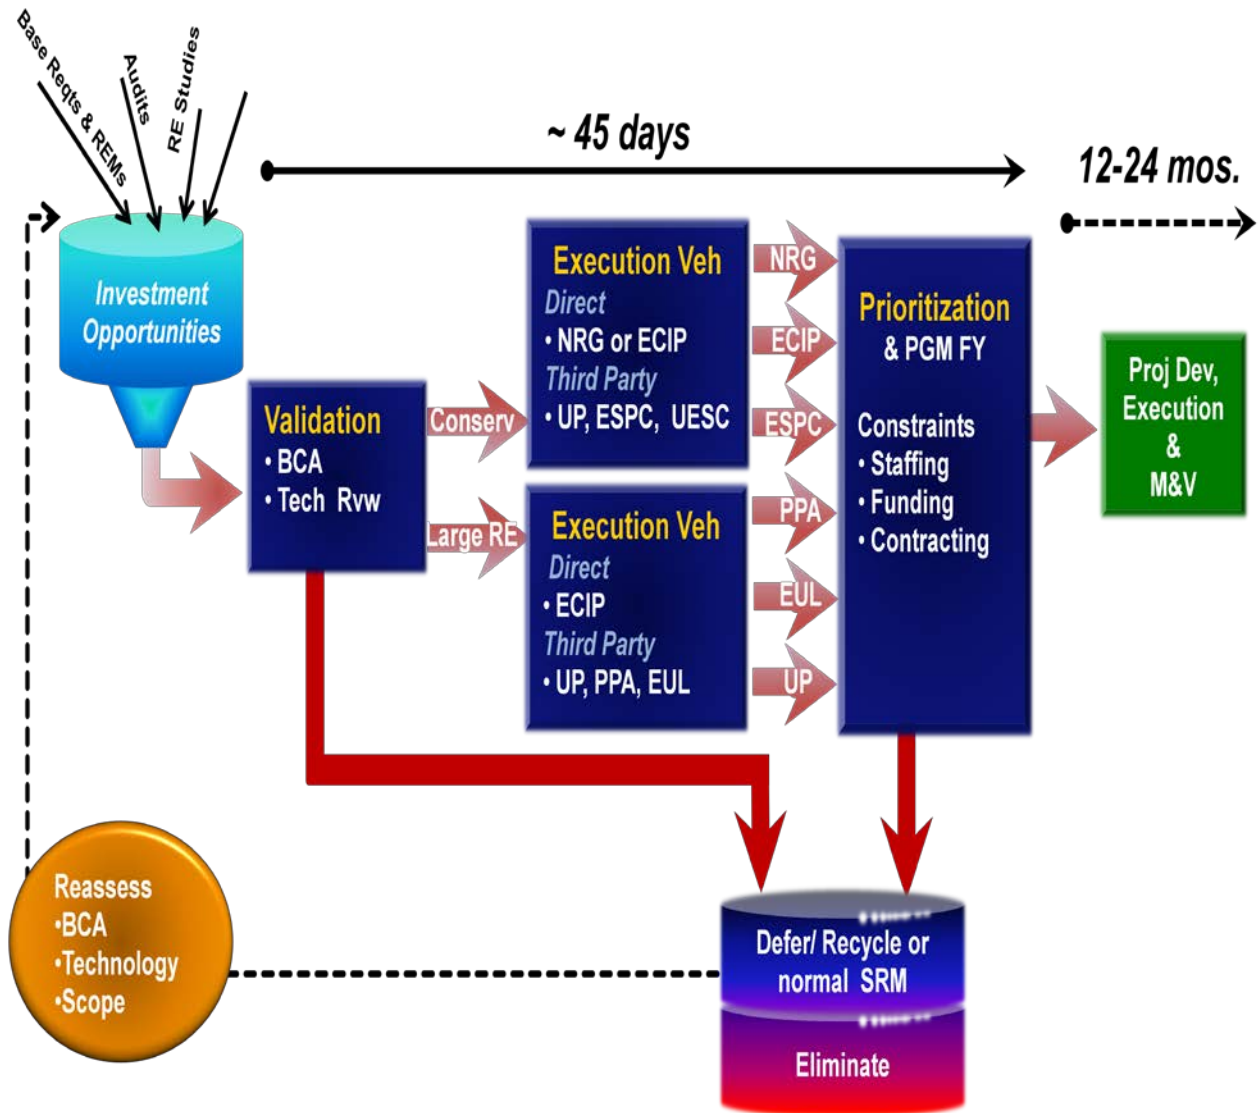 Base Reqts & REMs
Audits
RE Studies
~ 45 days
12-24 mos.
Investment
Opportunities
Validation
• BCA
• Tech Rvw
Conserv
Large RE
Execution Veh
Direct
• NRG or ECIP
Third Party
• UP, ESPC, UESC
Execution Veh
Direct
• ECIP
Third Party
• UP, PPA, EUL
NRG
ECIP
ESPC
PPA
EUL
UP
Prioritization
& PGM FY
Constraints
• Staffing
• Funding
• Contracting
Proj Dev,
Execution
&
M&V
Reassess
•BCA
•Technology
•Scope
Defer/ Recycle or
normal SRM
Eliminate